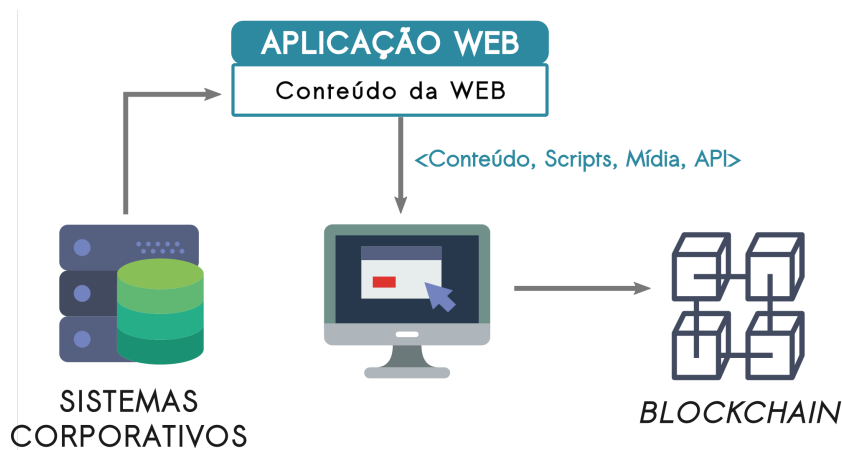 APLICAÇÃO WEB
Conteúdo da WEB
<Conteúdo, Scripts, Mídia, API>
SISTEMAS
CORPORATIVOS
BLOCKCHAIN